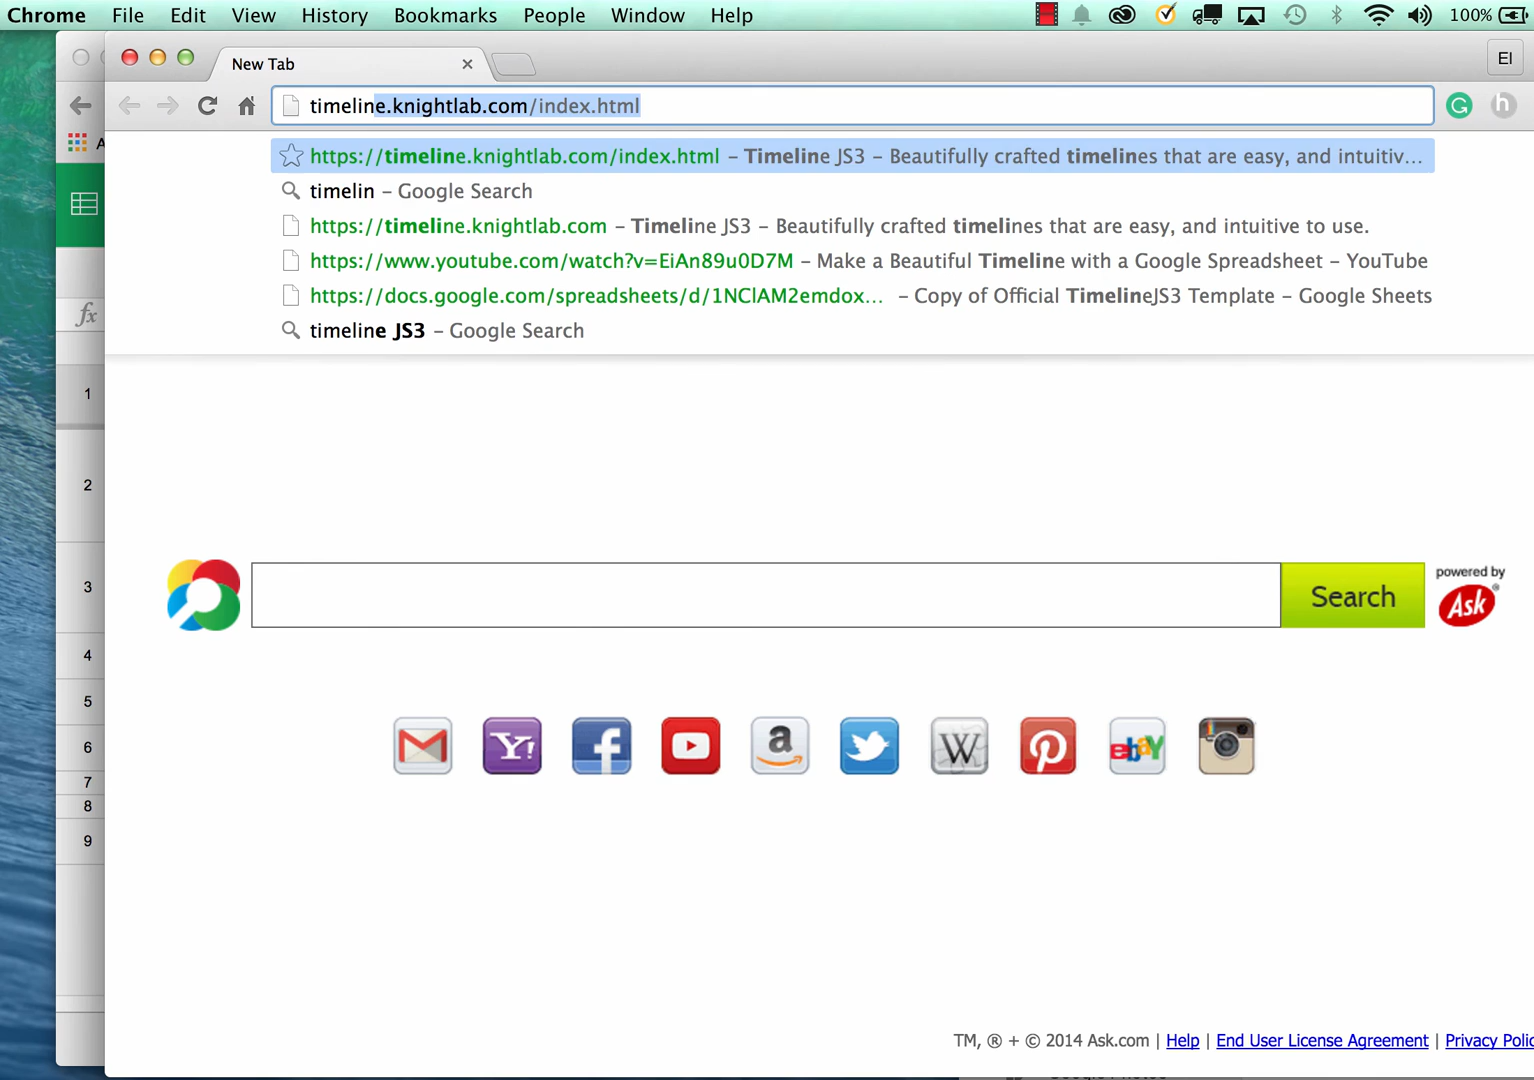 Chrome File Edit View History Bookmarks People Window Help 100%
New Tab El
timeline.knightlab.com/index.html
https://timeline.knightlab.com/index.html – Timeline JS3 – Beautifully crafted timelines that are easy, and intuitiv...
timelin – Google Search
https://timeline.knightlab.com – Timeline JS3 – Beautifully crafted timelines that are easy, and intuitive to use.
https://www.youtube.com/watch?v=EiAn89u0D7M – Make a Beautiful Timeline with a Google Spreadsheet – YouTube
https://docs.google.com/spreadsheets/d/1NClAM2emdox... – Copy of Official TimelineJS3 Template – Google Sheets
timeline JS3 – Google Search
fx
1
2
3
4
5
6
7
8
9
Search
powered by
Ask
TM, ® + © 2014 Ask.com | Help | End User License Agreement | Privacy Polic